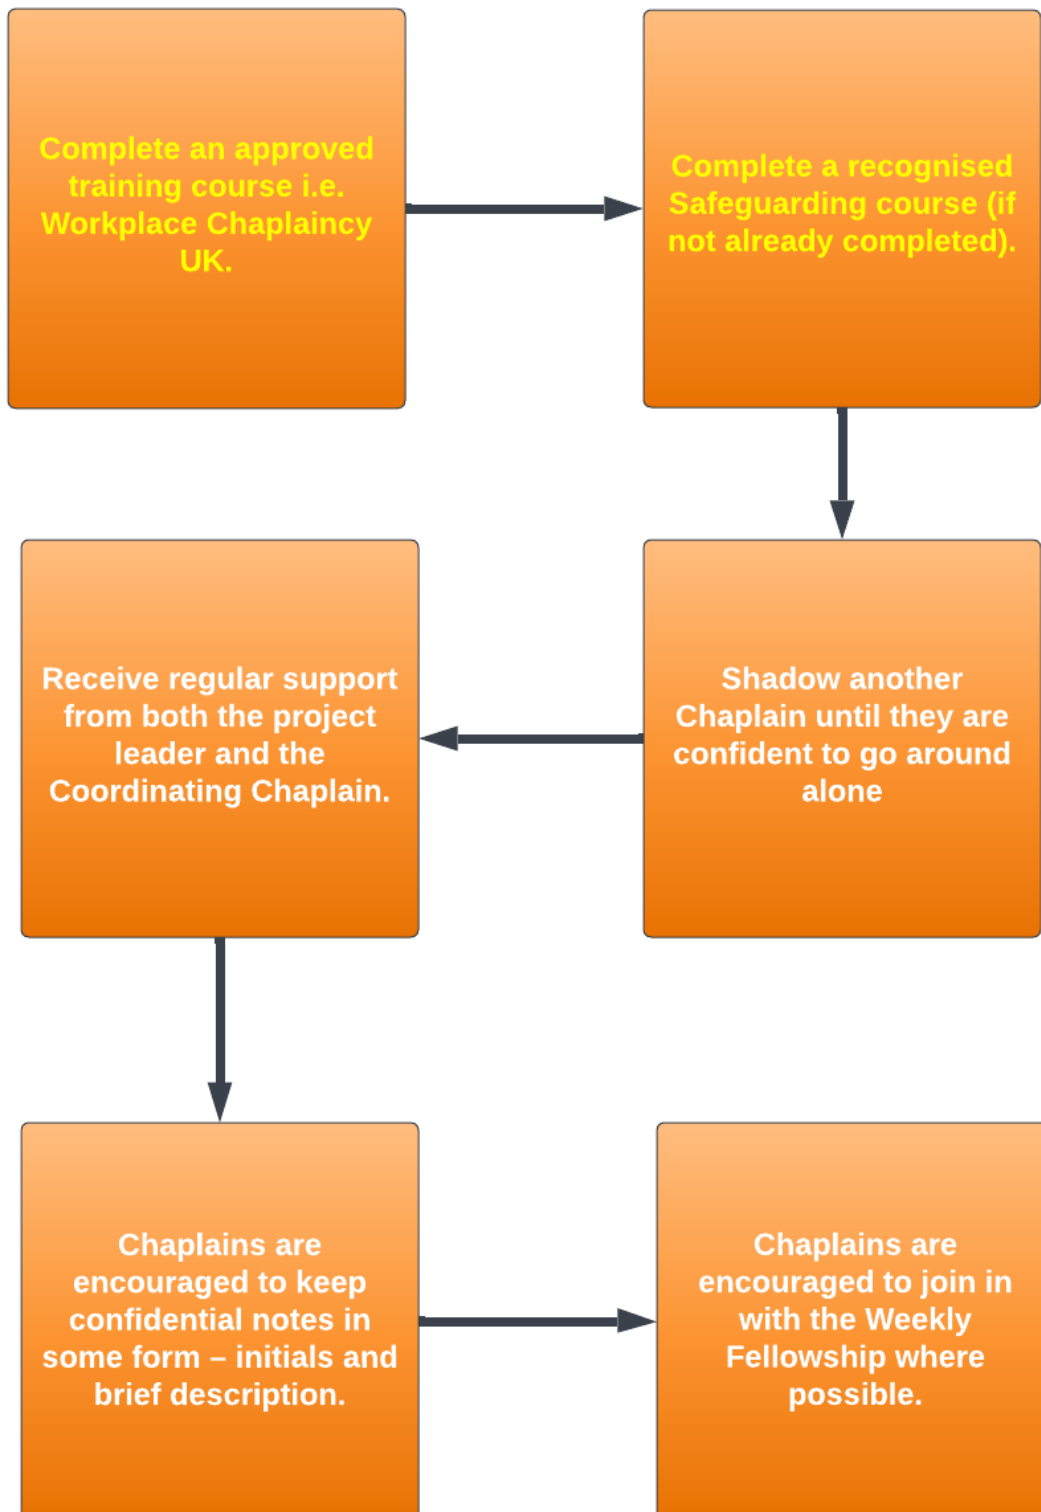 Complete an approved
training course i.e.
Workplace Chaplaincy
UK.
Complete a recognised
Safeguarding course (if
not already completed).
Shadow another
Chaplain until they are
confident to go around
alone
Receive regular support
from both the project
leader and the
Coordinating Chaplain.
Chaplains are
encouraged to keep
confidential notes in
some form – initials and
brief description.
Chaplains are
encouraged to join in
with the Weekly
Fellowship where
possible.